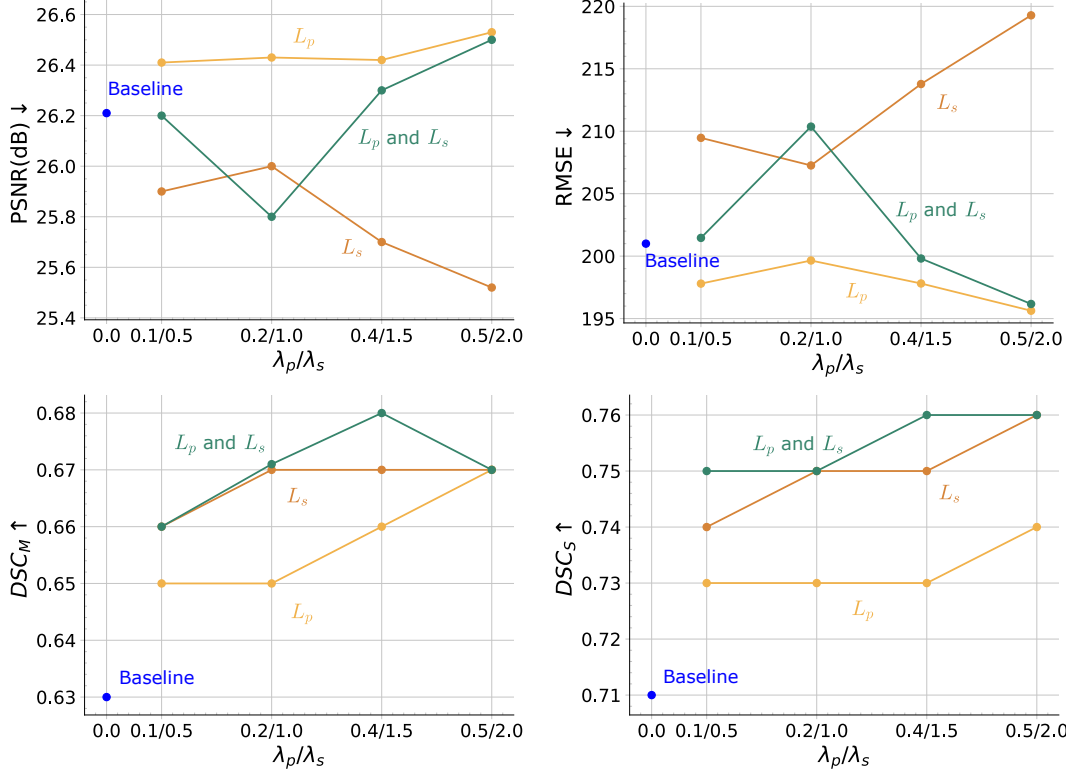 26.6
26.4
26.2
26.0
25.8
25.6
25.4
PSNR(dB) ↓
Baseline
L_p
L_p and L_s
L_s
0.0 0.1/0.5 0.2/1.0 0.4/1.5 0.5/2.0
λ_p/λ_s
220
215
210
205
200
195
RMSE ↓
L_s
L_p and L_s
Baseline
L_p
0.0 0.1/0.5 0.2/1.0 0.4/1.5 0.5/2.0
λ_p/λ_s
0.68
0.67
0.66
0.65
0.64
0.63
DSC_M ↑
L_p and L_s
L_s
L_p
Baseline
0.0 0.1/0.5 0.2/1.0 0.4/1.5 0.5/2.0
λ_p/λ_s
0.76
0.75
0.74
0.73
0.72
0.71
DSC_S ↑
L_p and L_s
L_s
L_p
Baseline
0.0 0.1/0.5 0.2/1.0 0.4/1.5 0.5/2.0
λ_p/λ_s